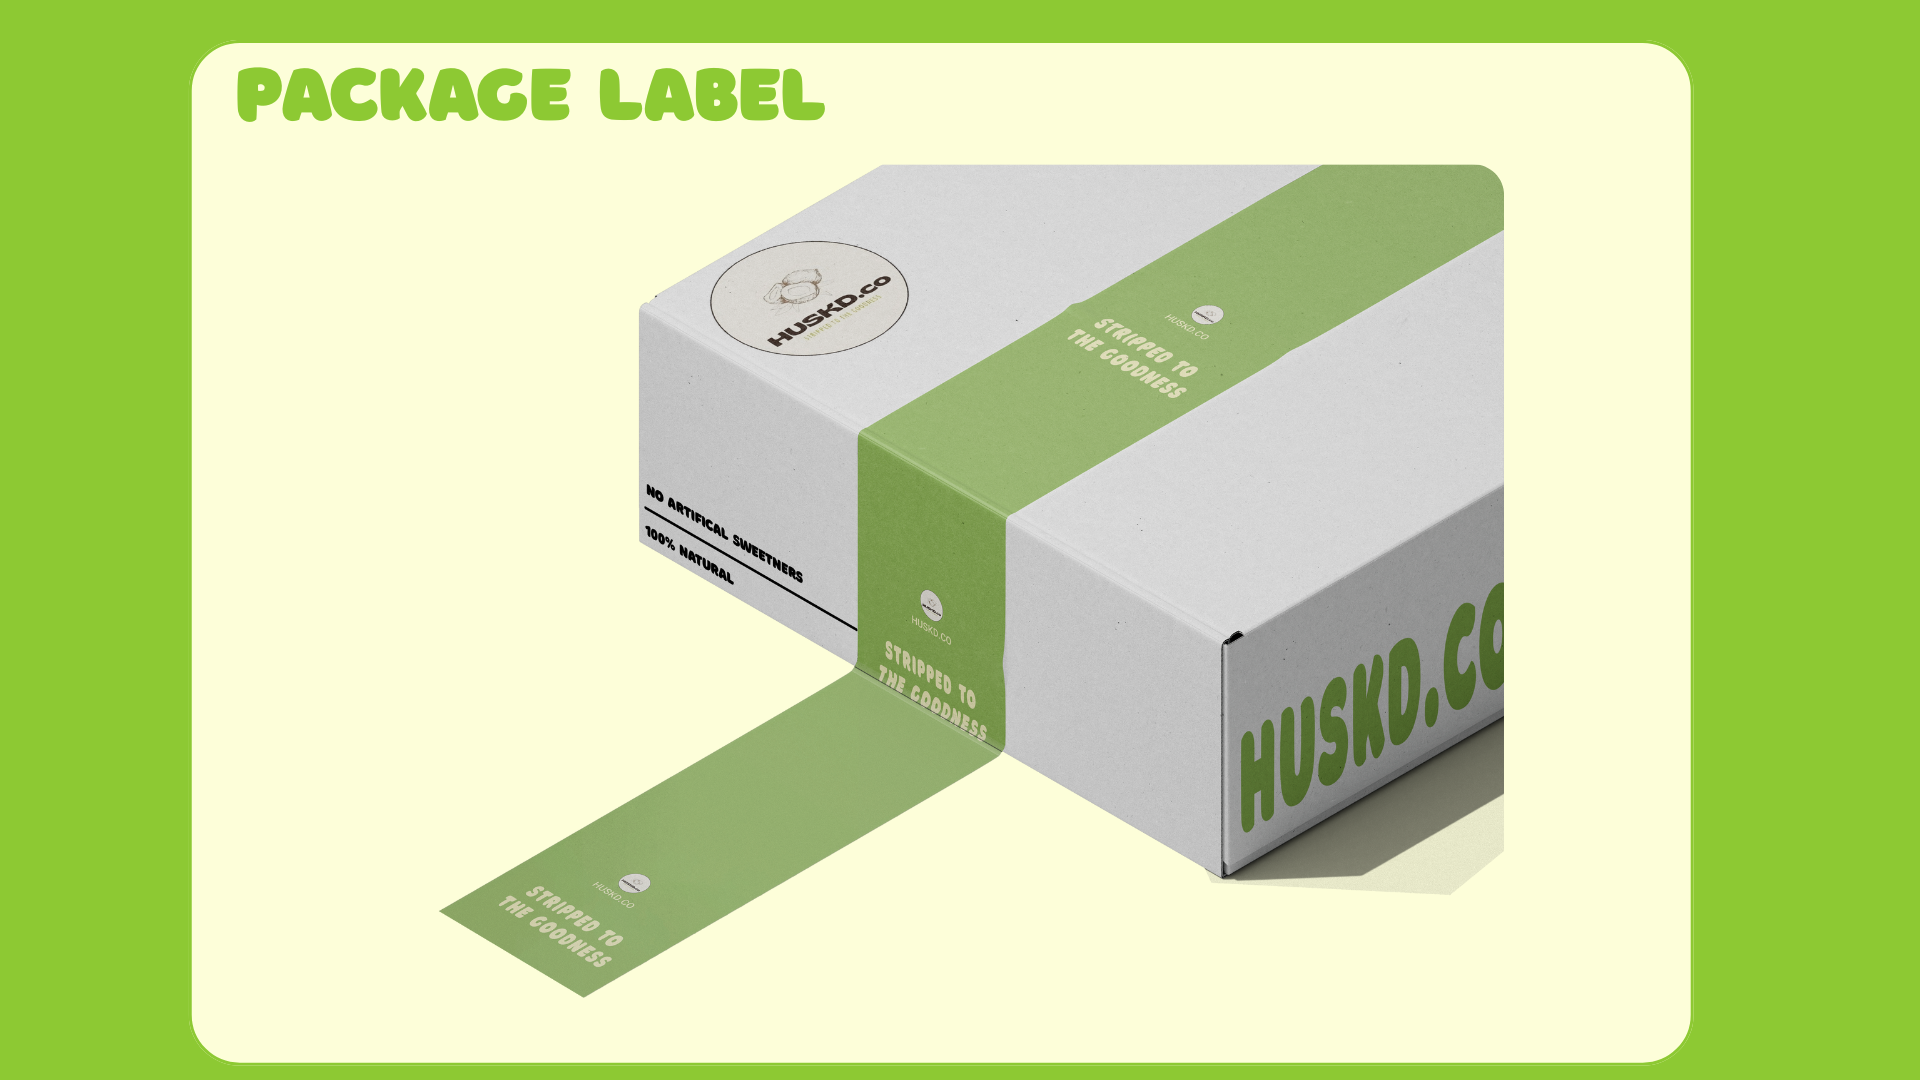 PACKAGE LABEL
HUSKD.CO
STRIPPED TO THE GOODNESS
HUSKD.CO
STRIPPED TO
THE GOODNESS
NO ARTIFICAL SWEETNERS
100% NATURAL
HUSKD.CO
STRIPPED TO
THE GOODNESS
HUSKD.CO
HUSKD.CO
STRIPPED TO
THE GOODNESS